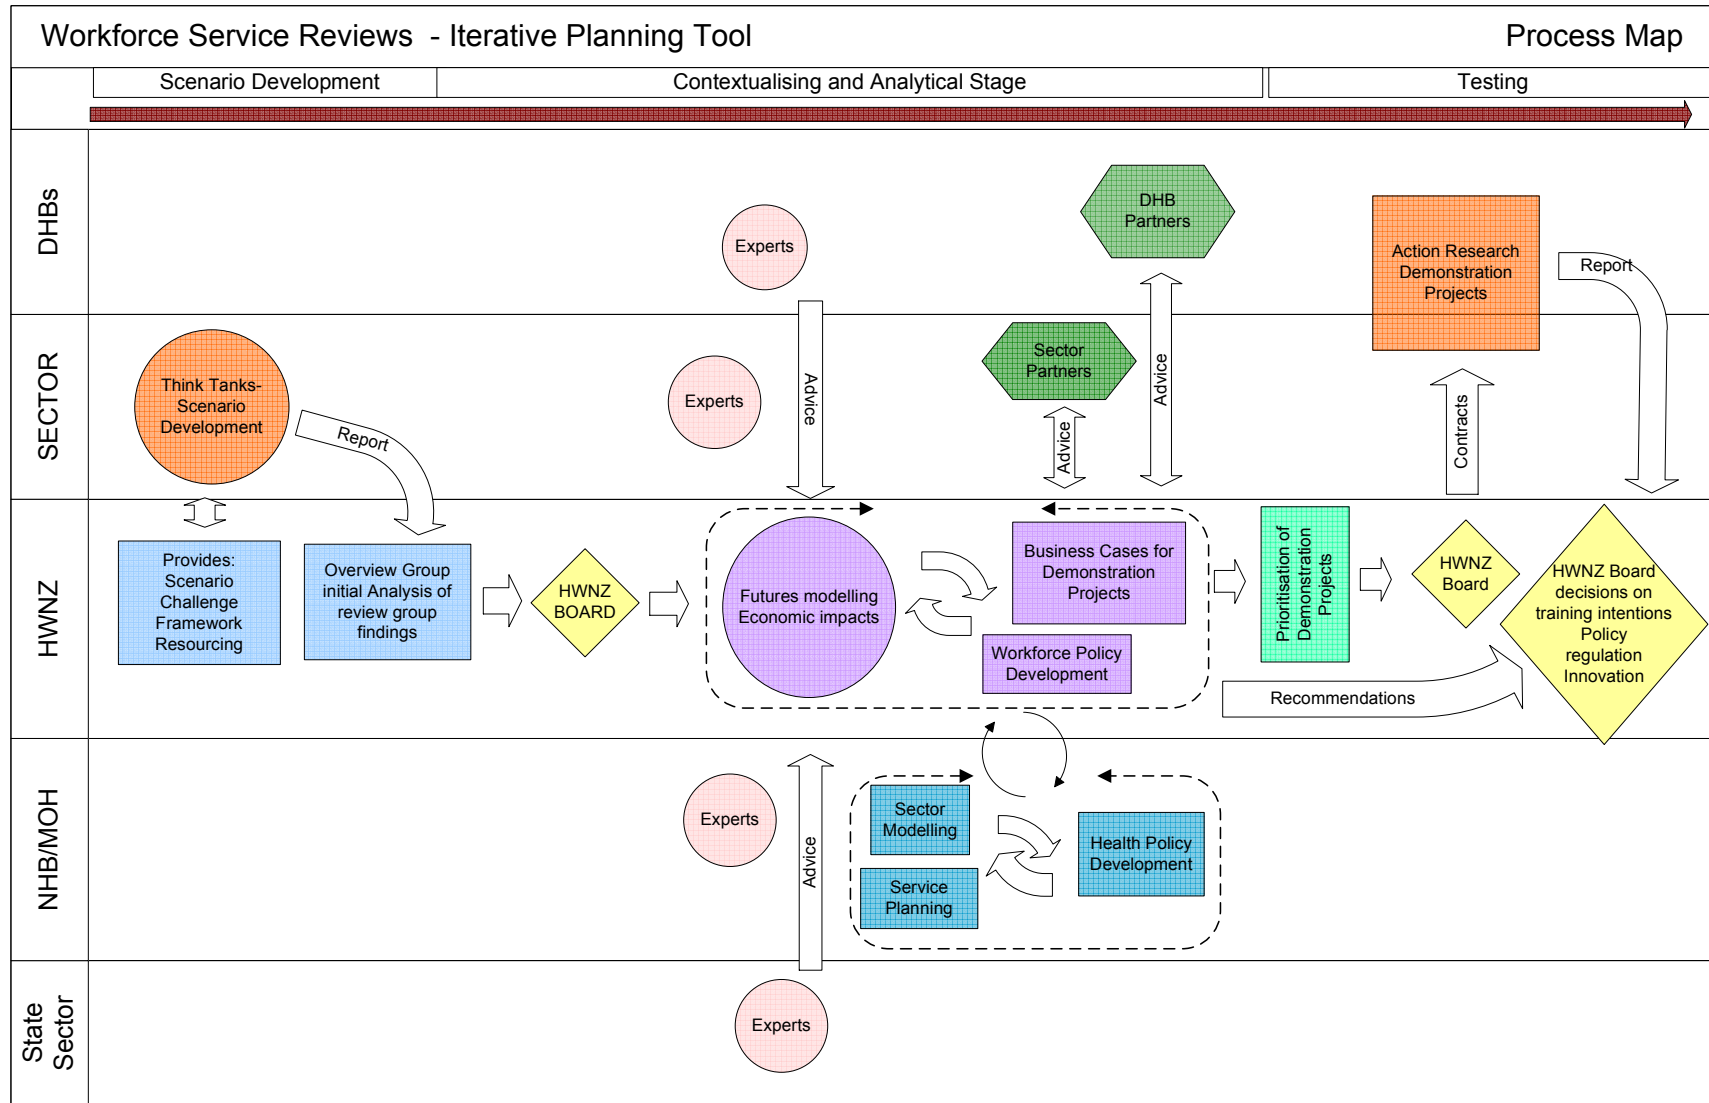 Workforce Service Reviews - Iterative Planning Tool
Process Map
Scenario Development
Contextualising and Analytical Stage
Testing
DHBs
Experts
DHB
Partners
Action Research
Demonstration
Projects
Report
SECTOR
Think Tanks-
Scenario
Development
Report
Experts
Advice
Sector
Partners
Advice
Advice
Contracts
HWNZ
Provides:
Scenario
Challenge
Framework
Resourcing
Overview Group
initial Analysis of
review group
findings
HWNZ
BOARD
Futures modelling
Economic impacts
Business Cases for
Demonstration
Projects
Workforce Policy
Development
Prioritisation of
Demonstration
Projects
HWNZ
Board
HWNZ Board
decisions on
training intentions
Policy
regulation
Innovation
Recommendations
NHB/MOH
Experts
Advice
Sector
Modelling
Service
Planning
Health Policy
Development
State
Sector
Experts